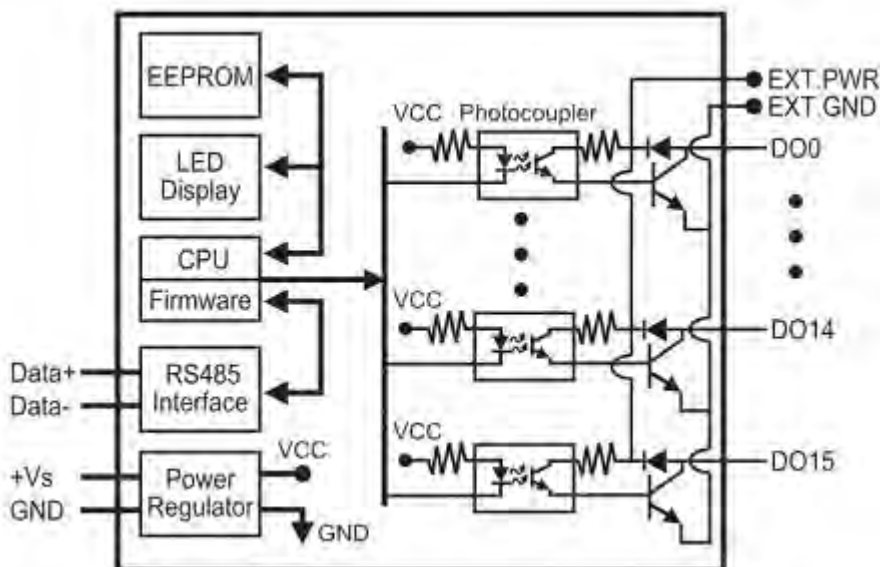 EEPROM
LED
Display
CPU
Firmware
RS485
Interface
Power
Regulator
Data+
Data-
+Vs
GND
VCC
GND
VCC
Photocoupler
VCC
VCC
EXT.PWR
EXT.GND
DO0
DO14
DO15